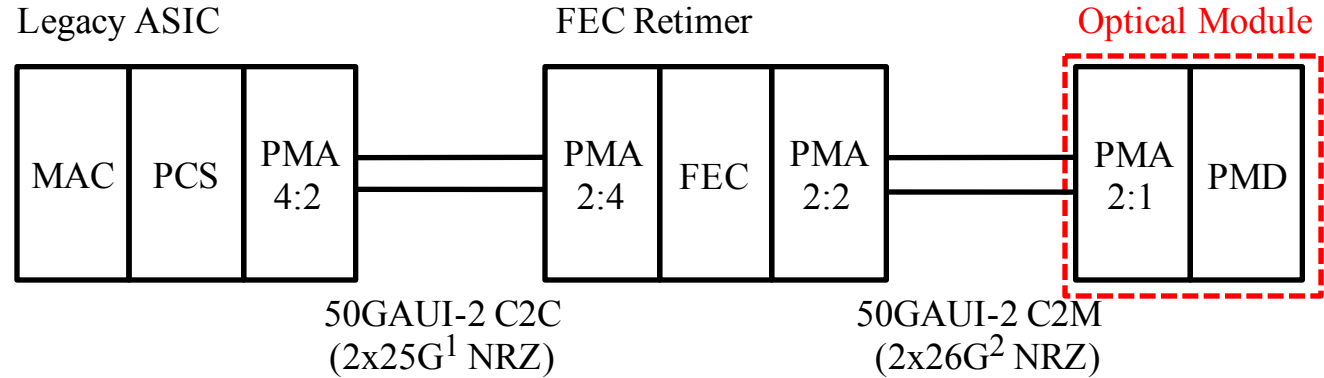 Legacy ASIC
FEC Retimer
Optical Module
MAC
PCS
PMA
4:2
PMA
2:4
FEC
PMA
2:2
PMA
2:1
PMD
50GAUI-2 C2C
(2x25G¹ NRZ)
50GAUI-2 C2M
(2x26G² NRZ)